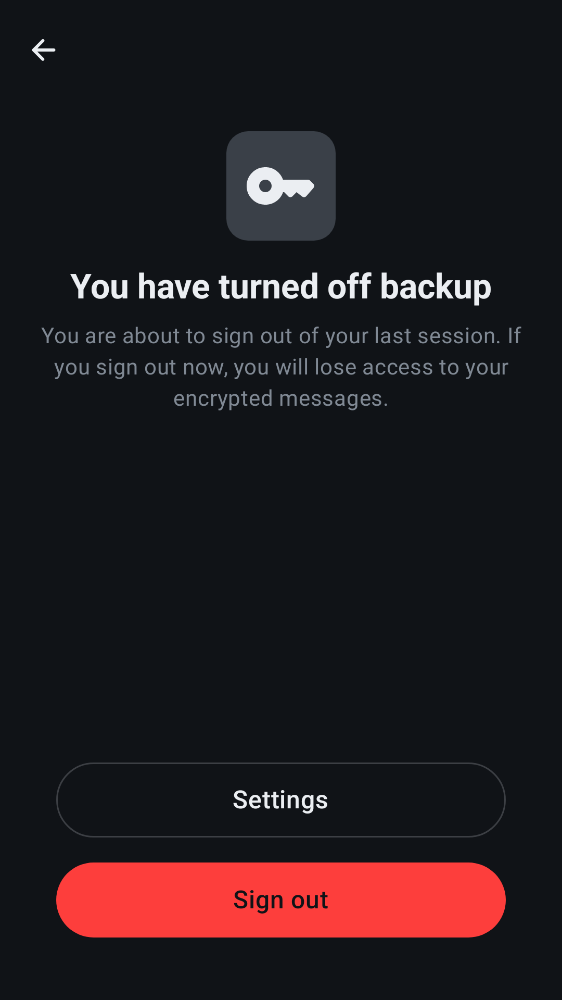 You have turned off backup
You are about to sign out of your last session. If
you sign out now, you will lose access to your
encrypted messages.
Settings
Sign out